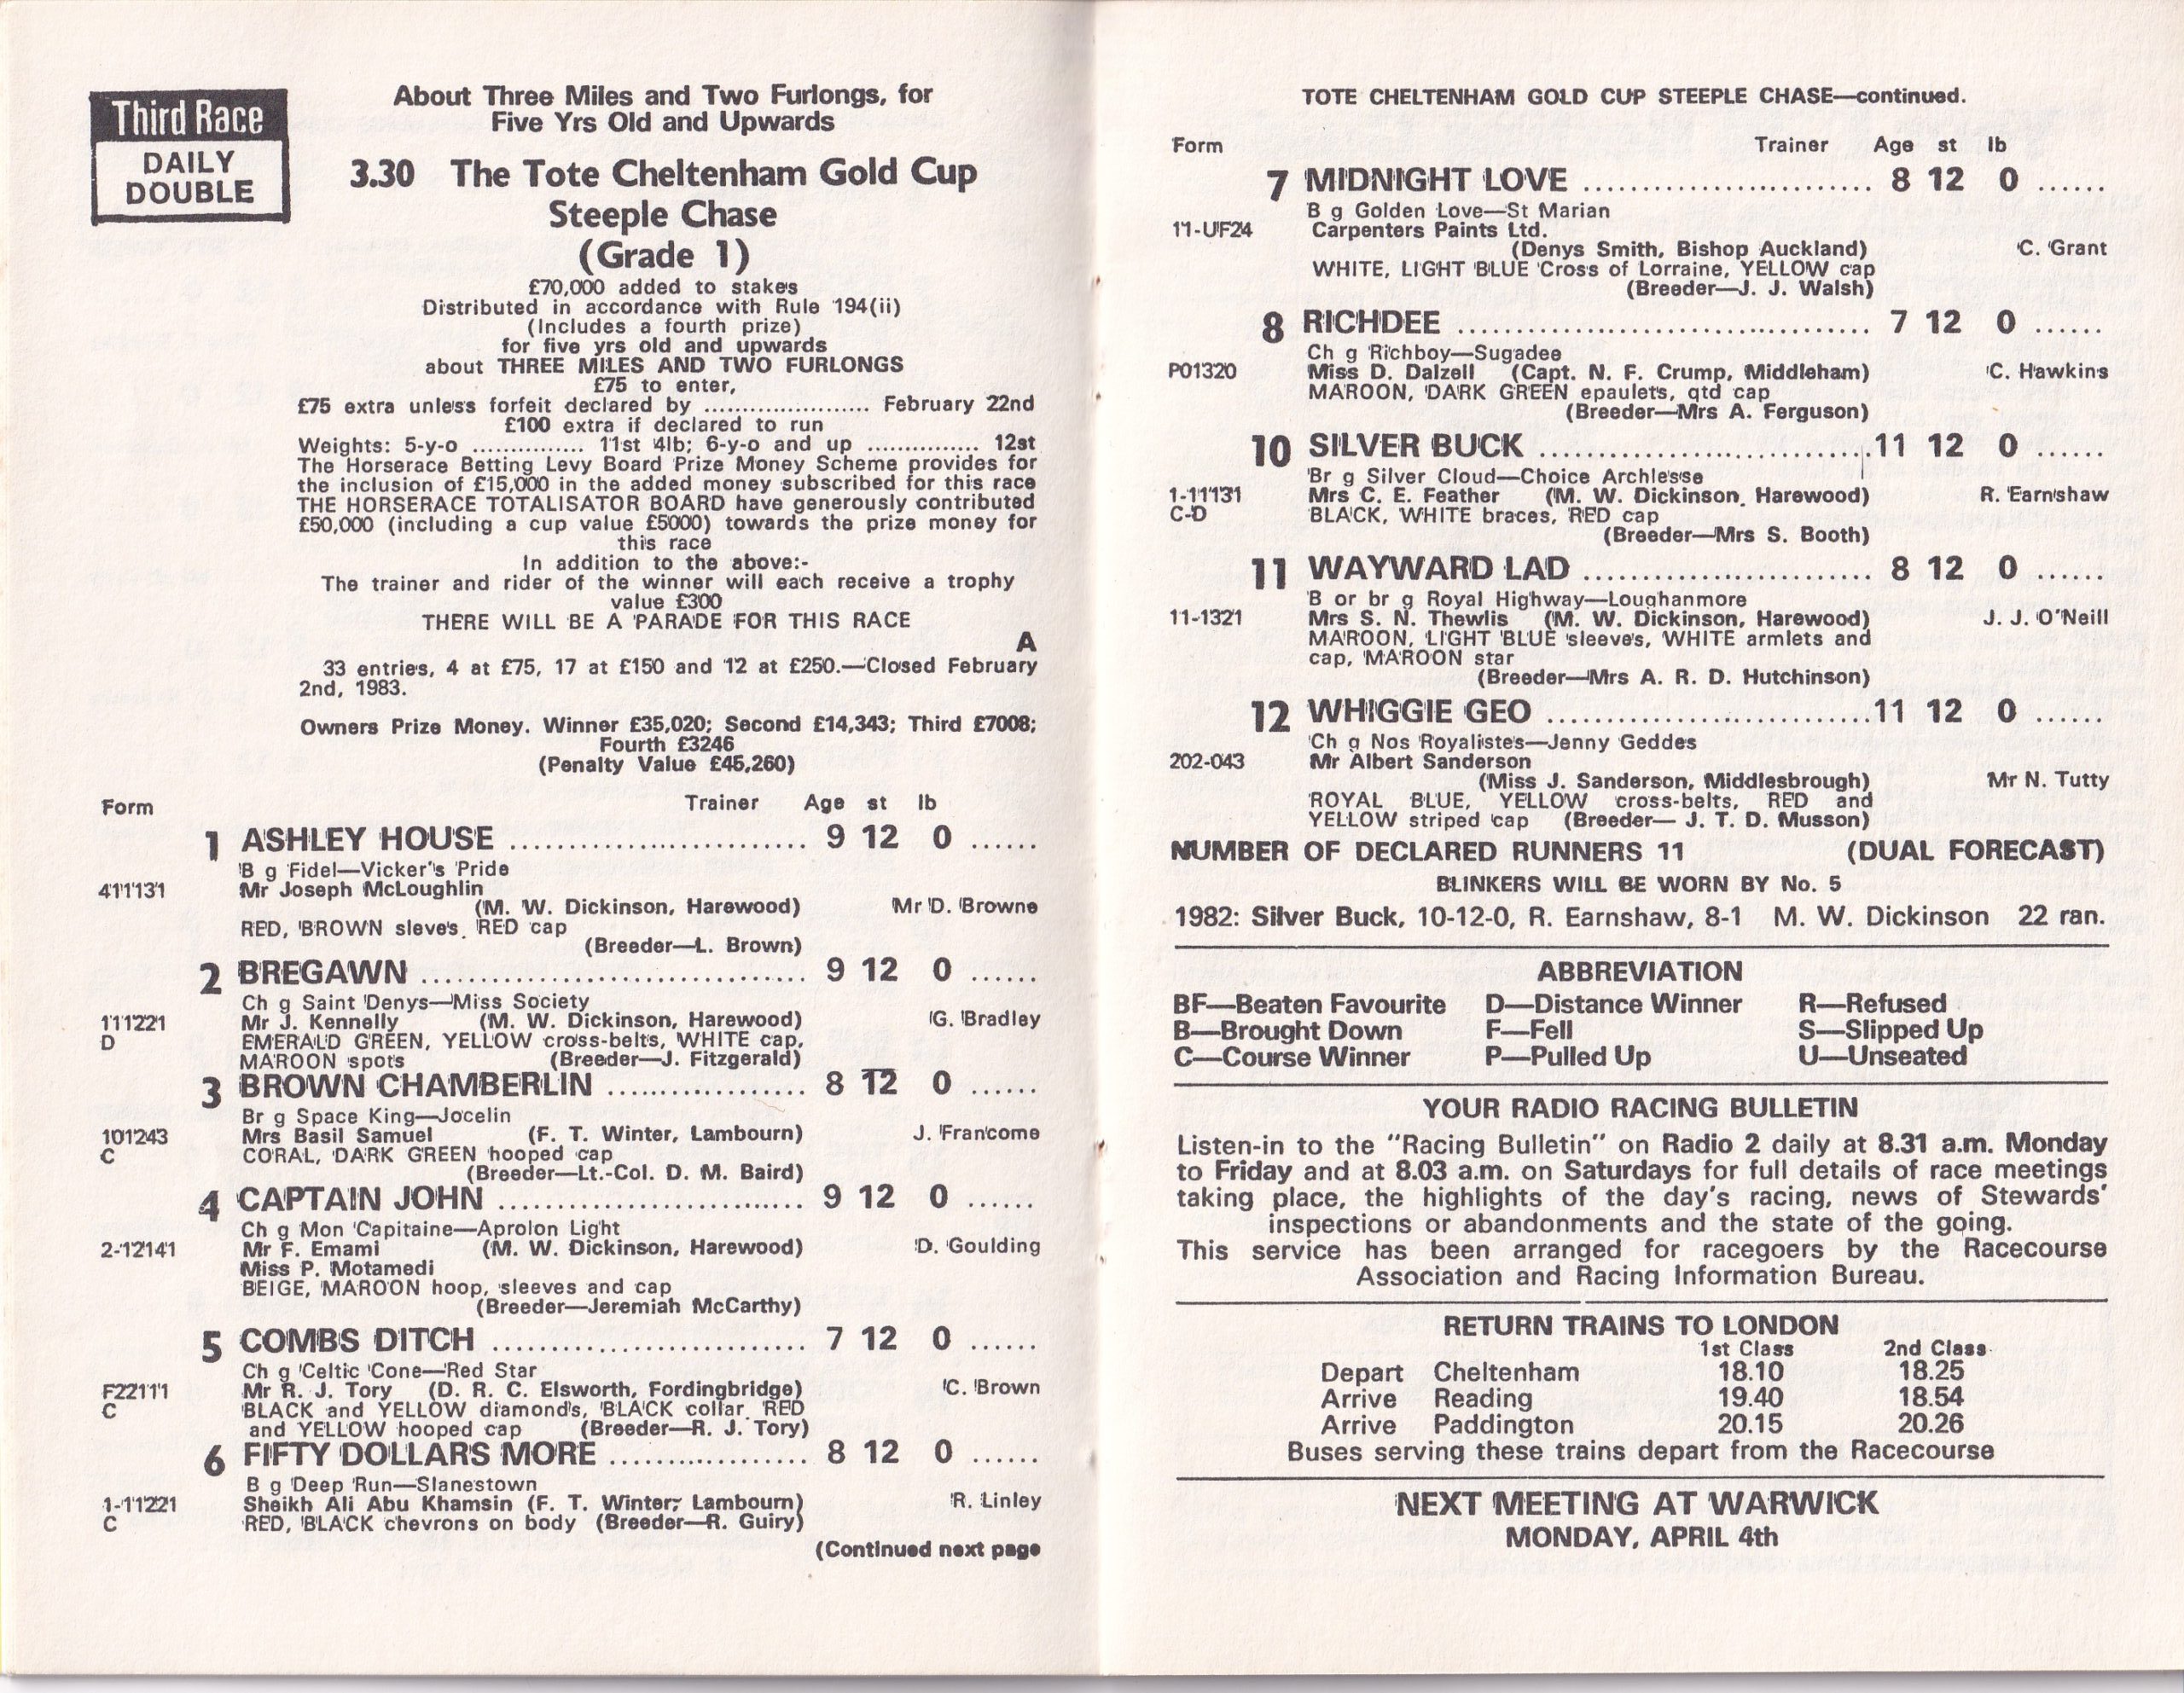 Third Race
DAILY
DOUBLE
About Three Miles and Two Furlongs, for
Five Yrs Old and Upwards
3.30 The Tote Cheltenham Gold Cup
Steeple Chase
(Grade 1)
£70,000 added to stakes
Distributed in accordance with Rule 194(ii)
(Includes a fourth prize)
for five yrs old and upwards
about THREE MILES AND TWO FURLONGS
£75 to enter,
£75 extra unless forfeit declared by ...................... February 22nd
£100 extra if declared to run
Weights: 5-y-o ............... 11st 4lb; 6-y-o and up ............... 12st
The Horserace Betting Levy Board Prize Money Scheme provides for
the inclusion of £15,000 in the added money subscribed for this race
THE HORSERACE TOTALISATOR BOARD have generously contributed
£50,000 (including a cup value £5000) towards the prize money for
this race
In addition to the above:-
The trainer and rider of the winner will each receive a trophy
value £300
THERE WILL BE A PARADE FOR THIS RACE
A
33 entries, 4 at £75, 17 at £150 and 12 at £250.—Closed February
2nd, 1983.
Owners Prize Money. Winner £35,020; Second £14,343; Third £7008;
Fourth £3246
(Penalty Value £45,260)
Form Trainer Age st lb
1 ASHLEY HOUSE ............................ 9 12 0 ......
B g Fidel—Vicker's Pride
411131 Mr Joseph McLoughlin
(M. W. Dickinson, Harewood) Mr D. Browne
RED, BROWN sleves. RED cap
(Breeder—L. Brown)
2 BREGAWN .................................... 9 12 0 ......
Ch g Saint Denys—Miss Society
111221 Mr J. Kennelly (M. W. Dickinson, Harewood) G. Bradley
D EMERALD GREEN, YELLOW cross-belts, WHITE cap,
MAROON spots (Breeder—J. Fitzgerald)
3 BROWN CHAMBERLIN .................. 8 12 0 ......
Br g Space King—Jocelin
101243 Mrs Basil Samuel (F. T. Winter, Lambourn) J. Francome
C CORAL, DARK GREEN hooped cap
(Breeder—Lt.-Col. D. M. Baird)
4 CAPTAIN JOHN ............................ 9 12 0 ......
Ch g Mon Capitaine—Aprolon Light
2-12141 Mr F. Emami (M. W. Dickinson, Harewood) D. Goulding
Miss P. Motamedi
BEIGE, MAROON hoop, sleeves and cap
(Breeder—Jeremiah McCarthy)
5 COMBS DITCH ............................. 7 12 0 ......
Ch g Celtic Cone—Red Star
F22111 Mr R. J. Tory (D. R. C. Elsworth, Fordingbridge) C. Brown
C BLACK and YELLOW diamonds, BLACK collar. RED
and YELLOW hooped cap (Breeder—R. J. Tory)
6 FIFTY DOLLARS MORE .................. 8 12 0 ......
B g Deep Run—Slanestown
1-11221 Sheikh Ali Abu Khamsin (F. T. Winter, Lambourn) R. Linley
C RED, BLACK chevrons on body (Breeder—R. Guiry)
(Continued next page
TOTE CHELTENHAM GOLD CUP STEEPLE CHASE—continued.
Form Trainer Age st lb
7 MIDNIGHT LOVE ........................... 8 12 0 ......
B g Golden Love—St Marian
11-UF24 Carpenters Paints Ltd.
(Denys Smith, Bishop Auckland) C. Grant
WHITE, LIGHT BLUE Cross of Lorraine, YELLOW cap
(Breeder—J. J. Walsh)
8 RICHDEE ....................................... 7 12 0 ......
Ch g Richboy—Sugadee
P01320 Miss D. Dalzell (Capt. N. F. Crump, Middleham) C. Hawkins
MAROON, DARK GREEN epaulets, qtd cap
(Breeder—Mrs A. Ferguson)
10 SILVER BUCK ............................... 11 12 0 ......
Br g Silver Cloud—Choice Archlesse
1-11131 Mrs C. E. Feather (M. W. Dickinson, Harewood) R. Earnshaw
C-D BLACK, WHITE braces, RED cap
(Breeder—Mrs S. Booth)
11 WAYWARD LAD ........................... 8 12 0 ......
B or br g Royal Highway—Loughanmore
11-1321 Mrs S. N. Thewlis (M. W. Dickinson, Harewood) J. J. O'Neill
MAROON, LIGHT BLUE sleeves, WHITE armlets and
cap, MAROON star
(Breeder—Mrs A. R. D. Hutchinson)
12 WHIGGIE GEO .............................. 11 12 0 ......
Ch g Nos Royalistes—Jenny Geddes
202-043 Mr Albert Sanderson
(Miss J. Sanderson, Middlesbrough) Mr N. Tutty
ROYAL BLUE, YELLOW cross-belts, RED and
YELLOW striped cap (Breeder— J. T. D. Musson)
NUMBER OF DECLARED RUNNERS 11 (DUAL FORECAST)
BLINKERS WILL BE WORN BY No. 5
1982: Silver Buck, 10-12-0, R. Earnshaw, 8-1 M. W. Dickinson 22 ran.
ABBREVIATION
BF—Beaten Favourite D—Distance Winner R—Refused
B—Brought Down F—Fell S—Slipped Up
C—Course Winner P—Pulled Up U—Unseated
YOUR RADIO RACING BULLETIN
Listen-in to the "Racing Bulletin" on Radio 2 daily at 8.31 a.m. Monday
to Friday and at 8.03 a.m. on Saturdays for full details of race meetings
taking place, the highlights of the day's racing, news of Stewards'
inspections or abandonments and the state of the going.
This service has been arranged for racegoers by the Racecourse
Association and Racing Information Bureau.
RETURN TRAINS TO LONDON
1st Class 2nd Class
Depart Cheltenham 18.10 18.25
Arrive Reading 19.40 18.54
Arrive Paddington 20.15 20.26
Buses serving these trains depart from the Racecourse
NEXT MEETING AT WARWICK
MONDAY, APRIL 4th